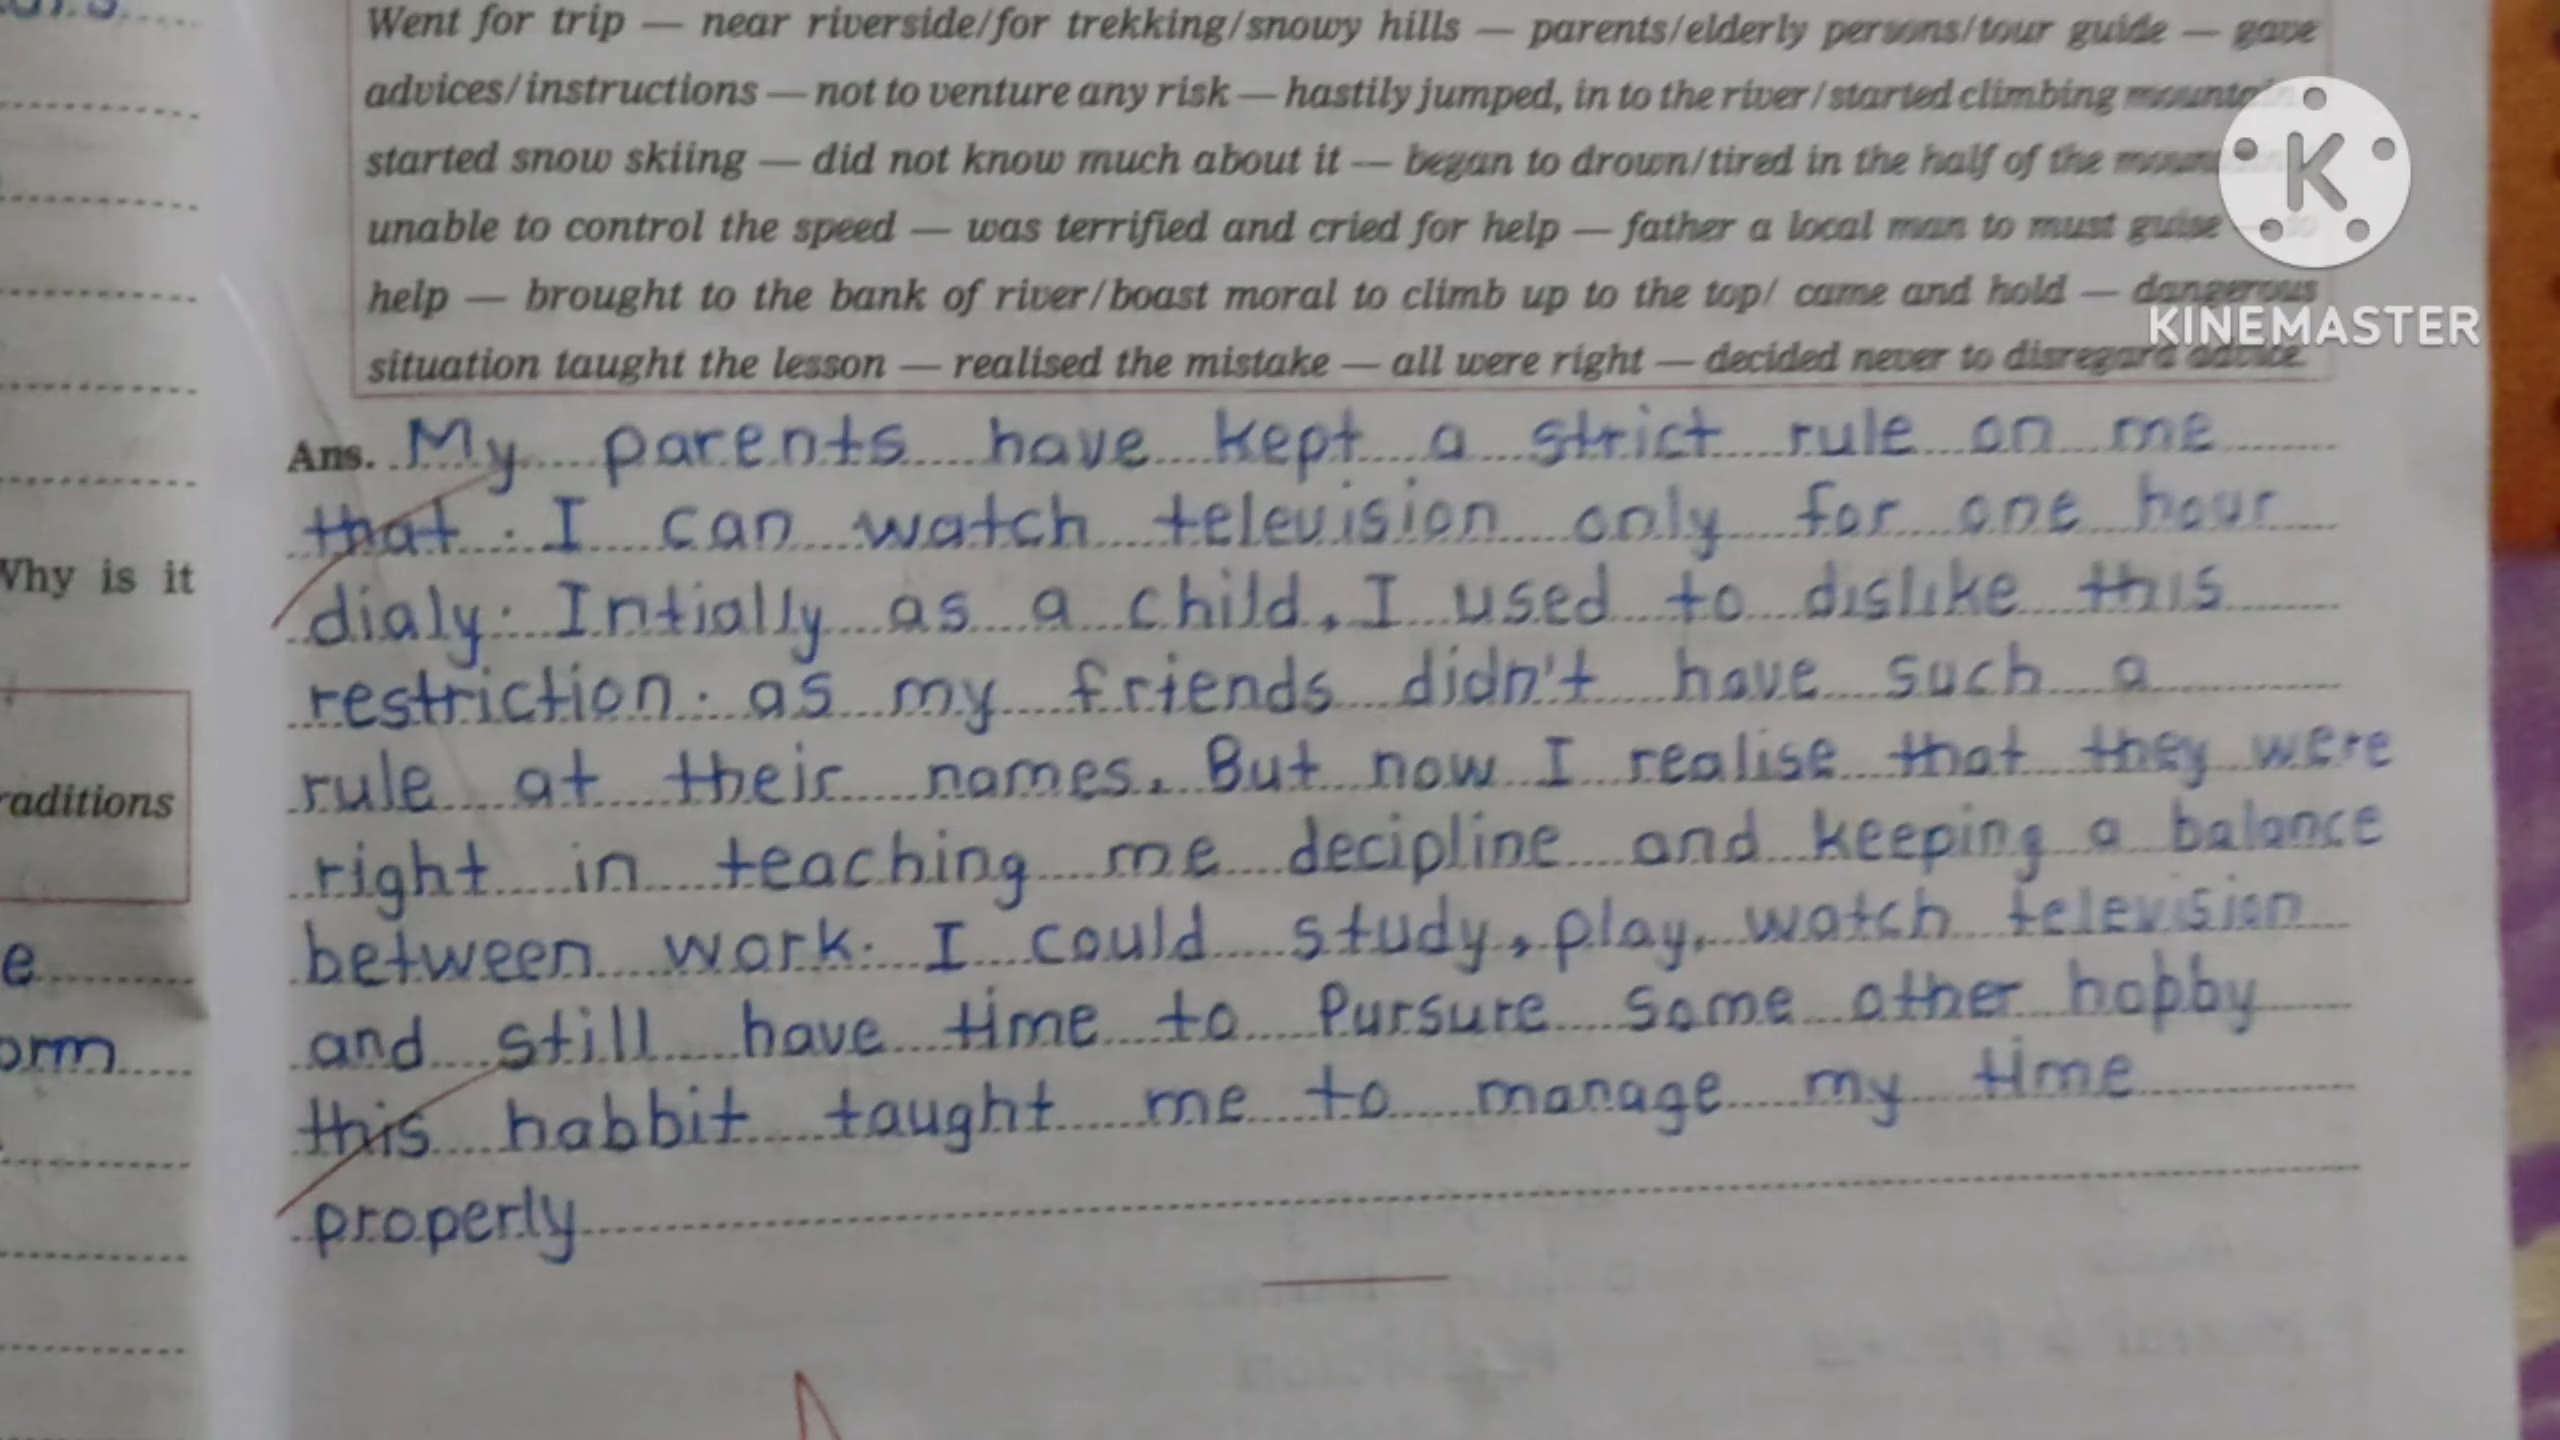 Went for trip — near riverside/for trekking/snowy hills — parents/elderly persons/tour guide — gave
advices/instructions — not to venture any risk — hastily jumped, in to the river/started climbing
started snow skiing — did not know much about it — began to drown/tired in the half of the
unable to control the speed — was terrified and cried for help — father a local man to must guise —
help — brought to the bank of river/boast moral to climb up to the top/ came and hold — dangerous
situation taught the lesson — realised the mistake — all were right — decided never to disregard advice.
K
KINEMASTER
Ans. My parents have kept a strict rule on me
that . I can watch television only for one hour
dialy. Intially as a child, I used to dislike this
restriction. as my friends didn't have such a
rule at their names. But now I realise that they were
right in teaching me decipline and keeping a balance
between work. I could study, play, watch television
and still have time to Pursure some other hobby
this habbit taught me to manage my time
properly
Why is it
raditions
e
orm